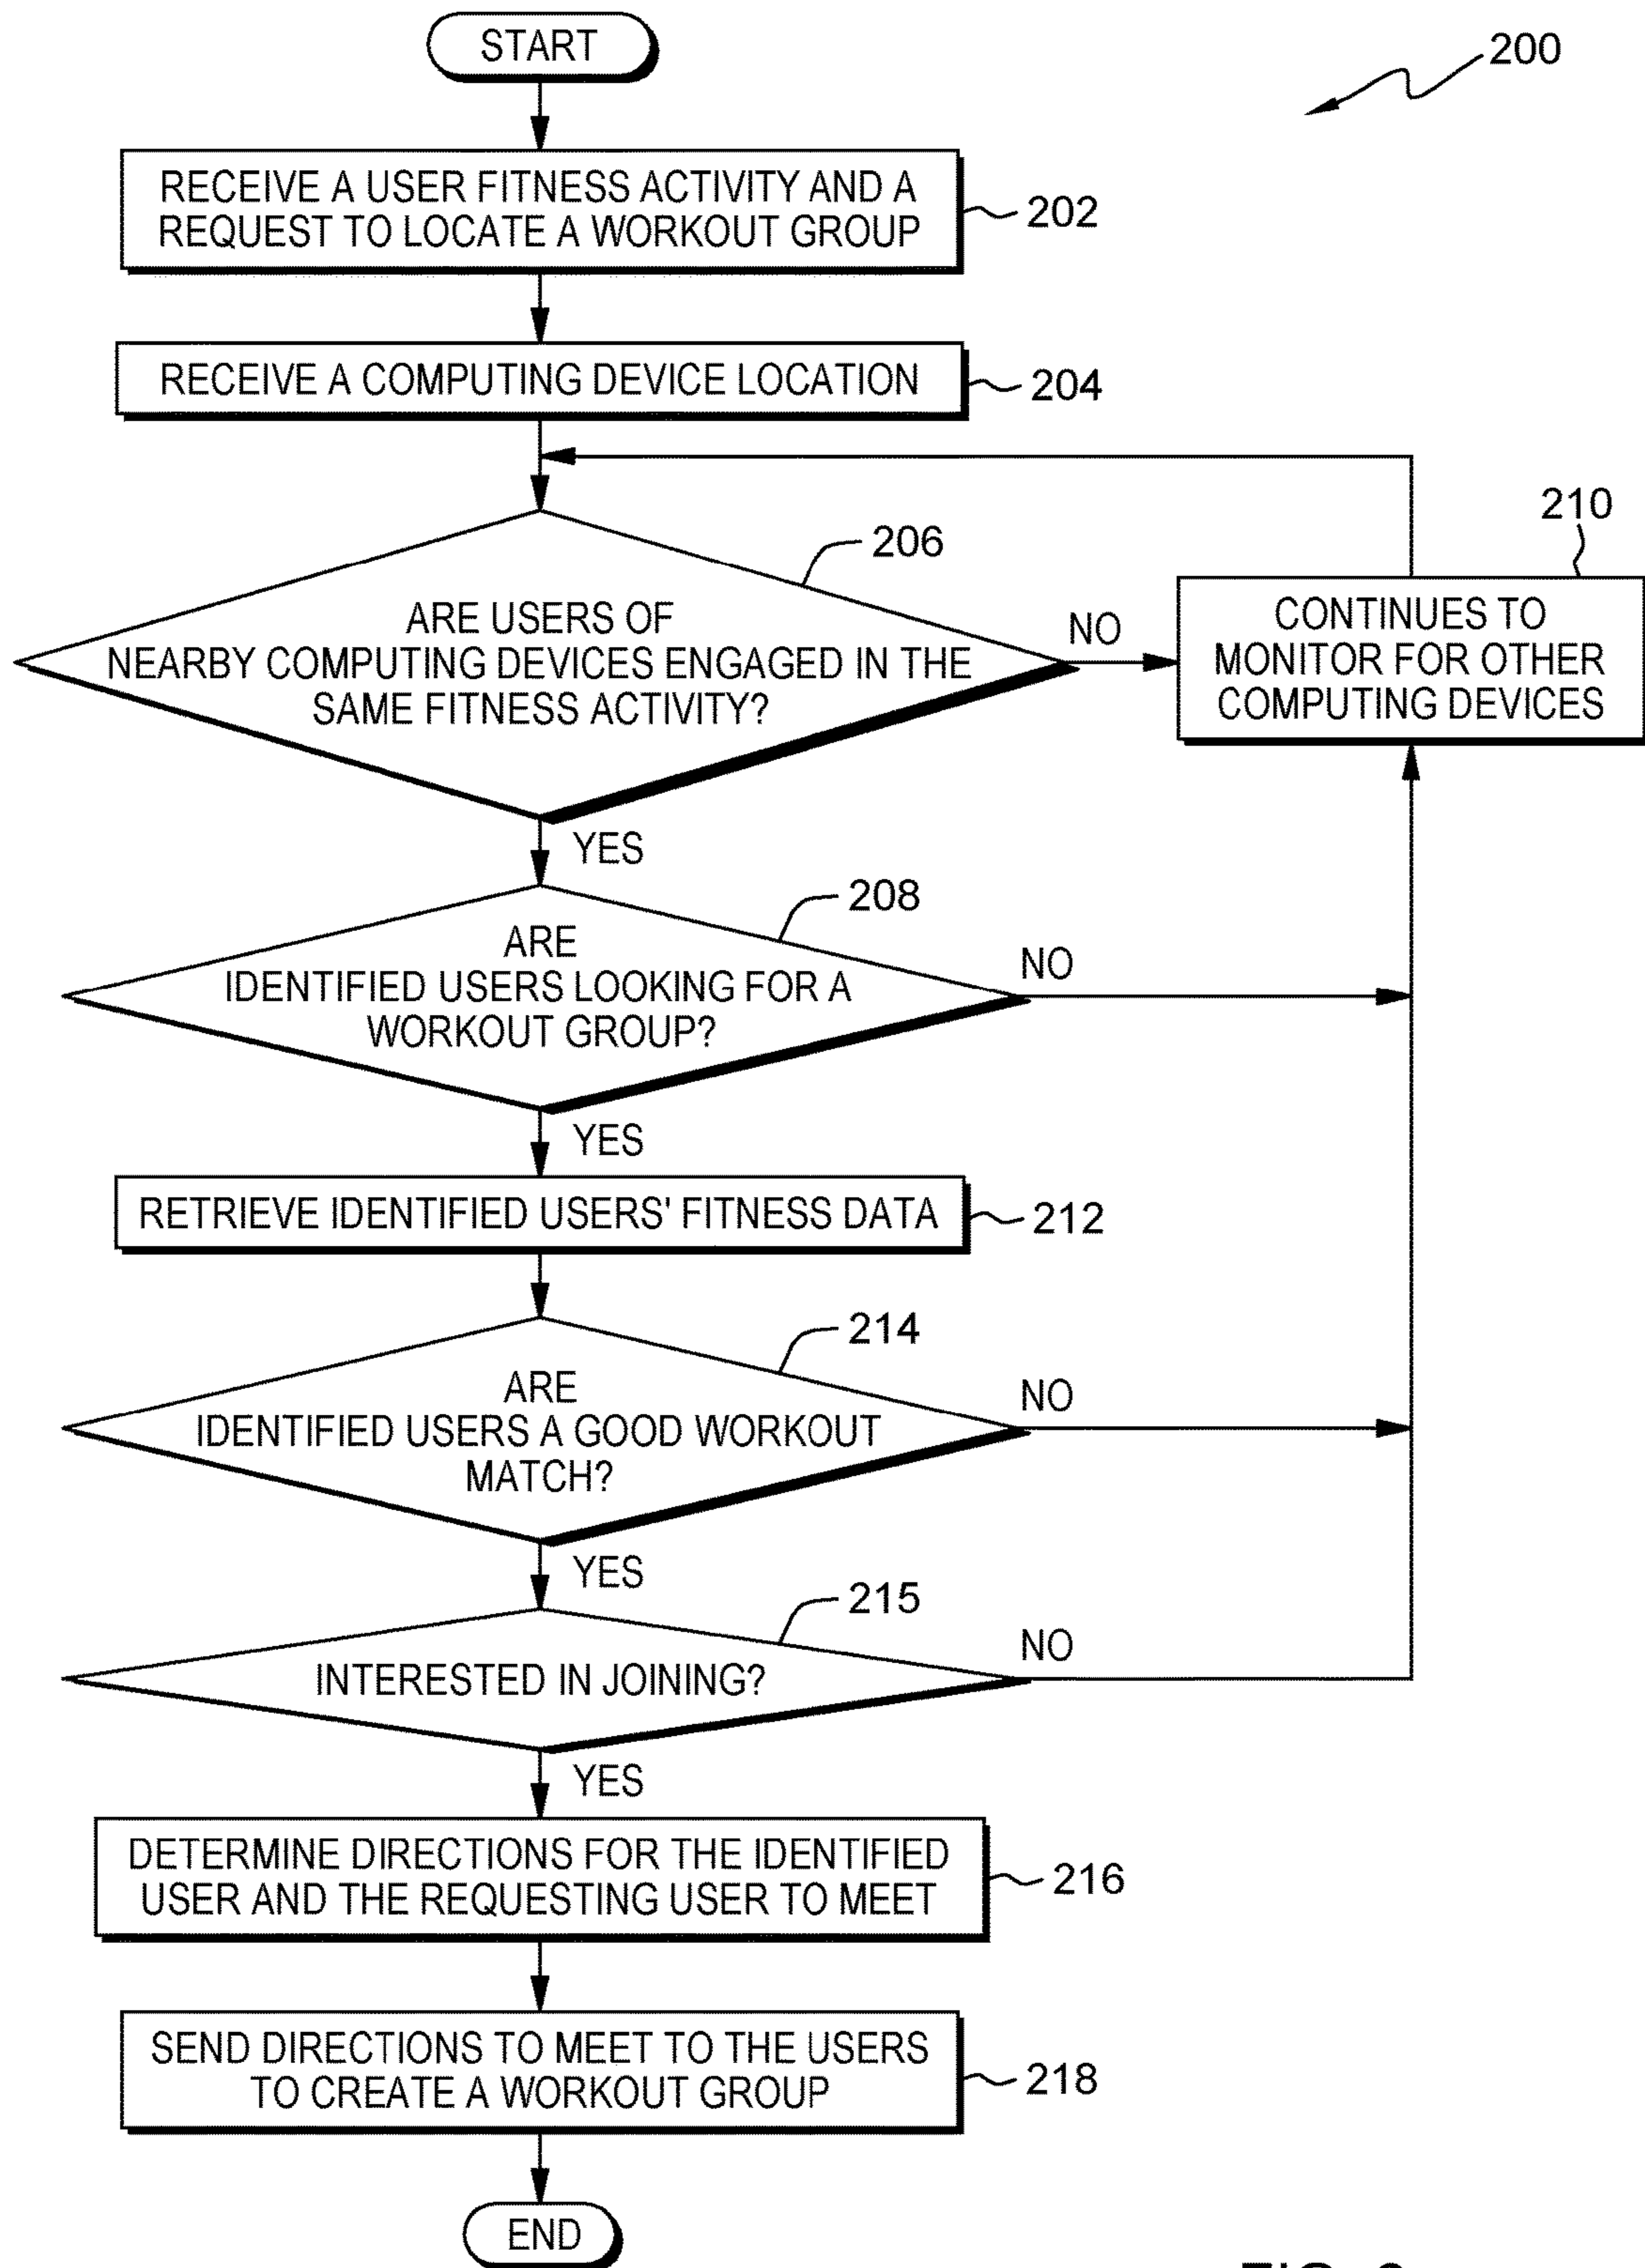 START
200
RECEIVE A USER FITNESS ACTIVITY AND A
REQUEST TO LOCATE A WORKOUT GROUP
202
RECEIVE A COMPUTING DEVICE LOCATION
204
206
ARE USERS OF
NEARBY COMPUTING DEVICES ENGAGED IN THE
SAME FITNESS ACTIVITY?
NO
210
CONTINUES TO
MONITOR FOR OTHER
COMPUTING DEVICES
YES
208
ARE
IDENTIFIED USERS LOOKING FOR A
WORKOUT GROUP?
NO
YES
RETRIEVE IDENTIFIED USERS' FITNESS DATA
212
214
ARE
IDENTIFIED USERS A GOOD WORKOUT
MATCH?
NO
YES
215
INTERESTED IN JOINING?
NO
YES
DETERMINE DIRECTIONS FOR THE IDENTIFIED
USER AND THE REQUESTING USER TO MEET
216
SEND DIRECTIONS TO MEET TO THE USERS
TO CREATE A WORKOUT GROUP
218
END